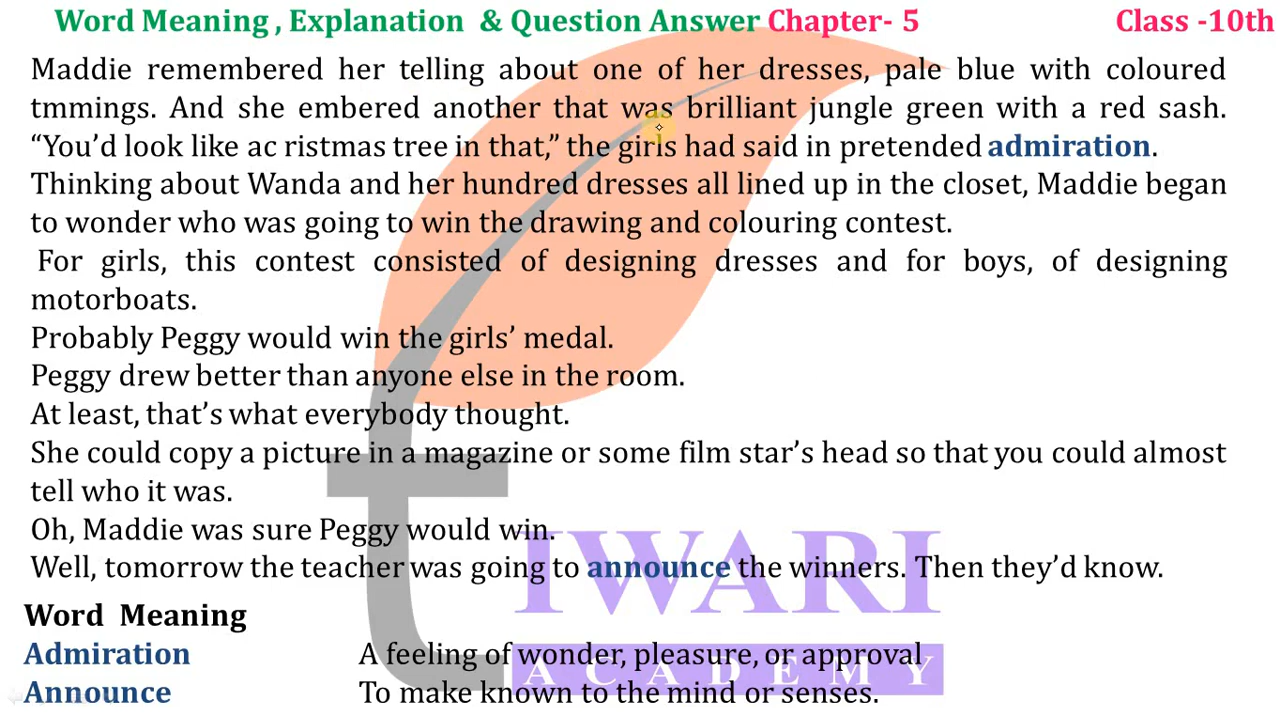 Word Meaning , Explanation & Question Answer Chapter- 5 Class -10th
Maddie remembered her telling about one of her dresses, pale blue with coloured
tmmings. And she embered another that was brilliant jungle green with a red sash.
“You’d look like ac ristmas tree in that,” the girls had said in pretended admiration.
Thinking about Wanda and her hundred dresses all lined up in the closet, Maddie began
to wonder who was going to win the drawing and colouring contest.
For girls, this contest consisted of designing dresses and for boys, of designing
motorboats.
Probably Peggy would win the girls’ medal.
Peggy drew better than anyone else in the room.
At least, that’s what everybody thought.
She could copy a picture in a magazine or some film star’s head so that you could almost
tell who it was.
Oh, Maddie was sure Peggy would win.
Well, tomorrow the teacher was going to announce the winners. Then they’d know.
Word Meaning
Admiration A feeling of wonder, pleasure, or approval
Announce To make known to the mind or senses.
tIWARI
ACADEMY